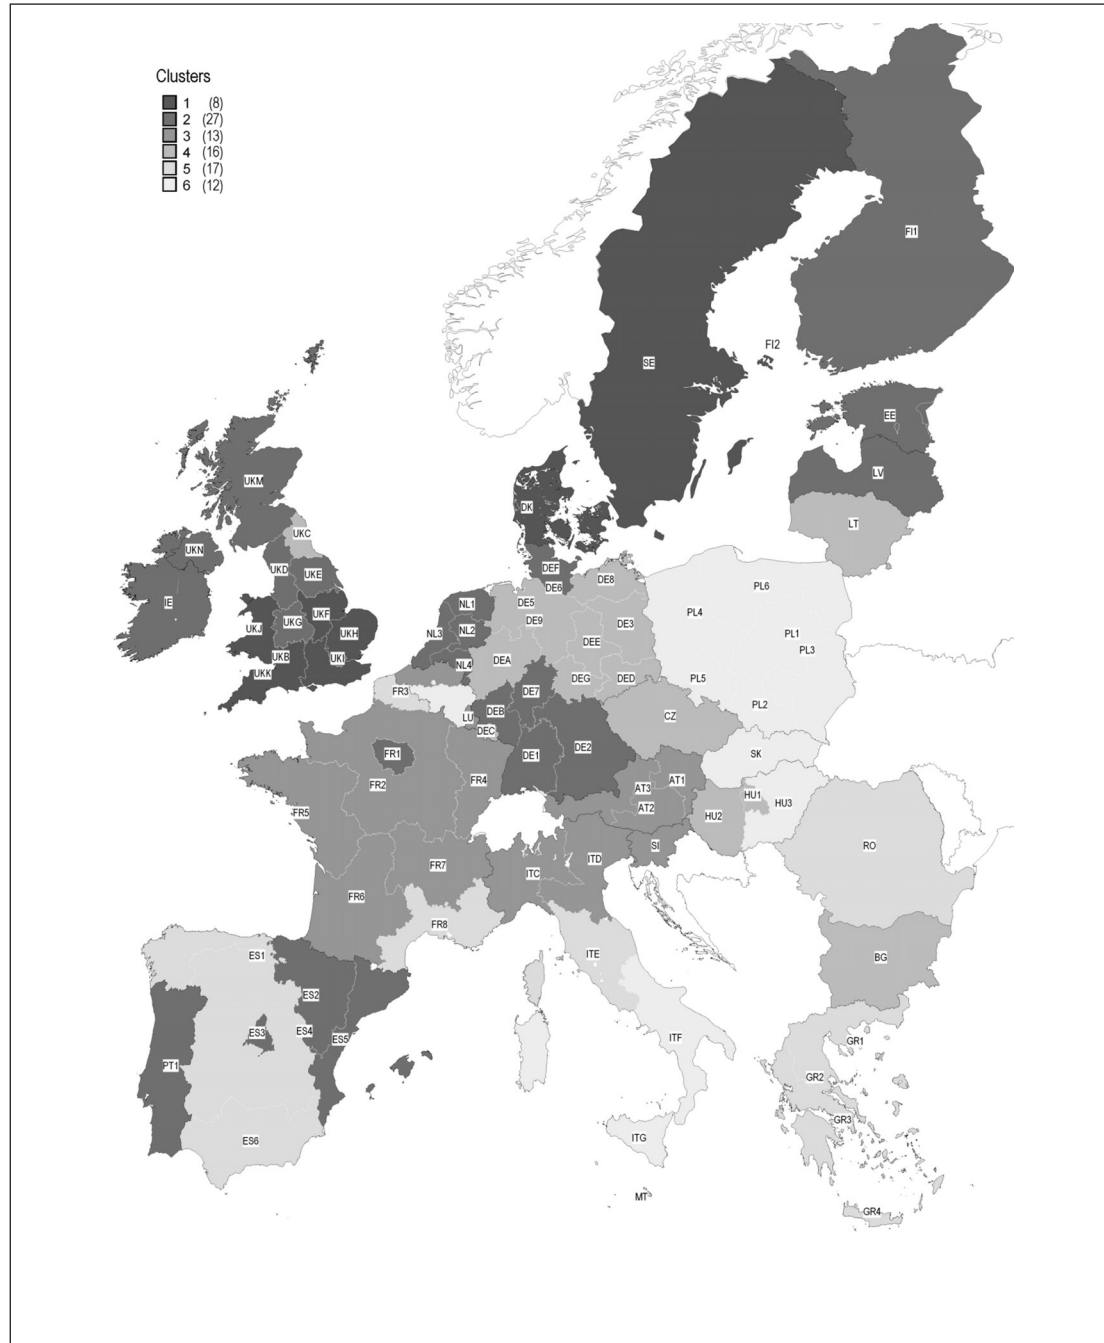 Clusters
1 (8)
2 (27)
3 (13)
4 (16)
5 (17)
6 (12)
FI1
FI2
SE
EE
LV
LT
DK
UKM
UKC
UKN
UKD
UKE
IE
UKF
UKG
UKH
UKJ
UKB
UKI
UKK
DEF
DE6
DE8
DE5
DE9
DE3
DEE
DEA
DEG
DED
NL1
NL2
NL3
NL4
PL6
PL4
PL1
PL3
PL5
PL2
FR3
LU
DE7
DEB
DEC
DE1
DE2
CZ
SK
FR1
FR2
FR4
FR5
AT3
AT1
AT2
HU1
HU3
HU2
SI
RO
FR7
FR6
FR8
ITC
ITD
ITE
BG
ES1
ES2
ES3
ES4
ES5
PT1
ES6
ITF
ITG
MT
GR1
GR2
GR3
GR4